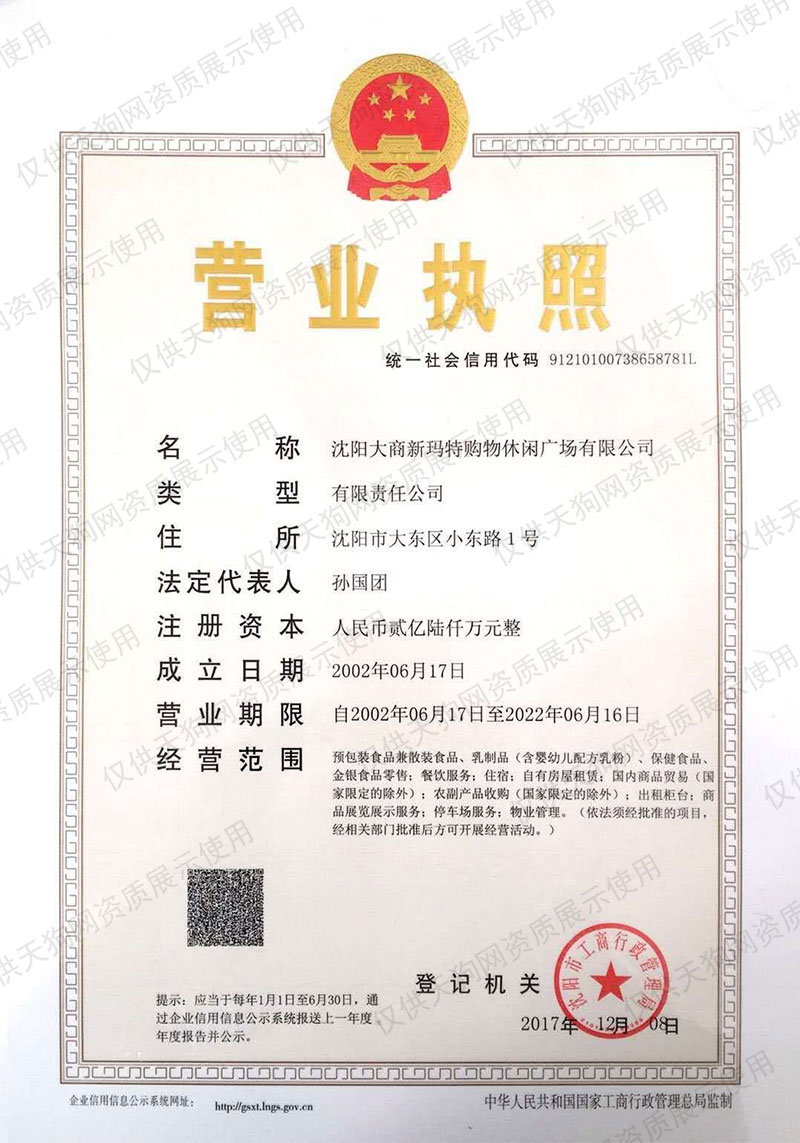 营业执照
统一社会信用代码 91210100738658781L
名称 沈阳大商新玛特购物休闲广场有限公司
类型 有限责任公司
住所 沈阳市大东区小东路1号
法定代表人 孙国团
注册资本 人民币贰亿陆仟万元整
成立日期 2002年06月17日
营业期限 自2002年06月17日至2022年06月16日
经营范围 预包装食品兼散装食品、乳制品（含婴幼儿配方乳粉）、保健食品、
金银食品零售；餐饮服务；住宿；自有房屋租赁；国内商品贸易（国
家限定的除外）；农副产品收购（国家限定的除外）；出租柜台；商
品展览展示服务；停车场服务；物业管理。（依法须经批准的项目，
经相关部门批准后方可开展经营活动。）
登记机关
沈阳市工商行政管理局
2017年12月08日
提示：应当于每年1月1日至6月30日，通
过企业信用信息公示系统报送上一年度
年度报告并公示。
企业信用信息公示系统网址： http://gsxt.lngs.gov.cn
中华人民共和国国家工商行政管理总局监制
仅供天狗网资质展示使用